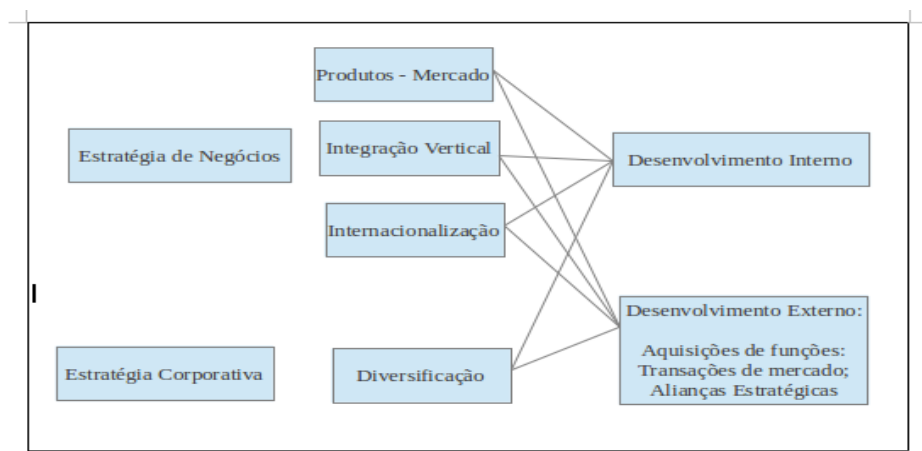 Produtos - Mercado
Estratégia de Negócios
Integração Vertical
Internacionalização
Estratégia Corporativa
Diversificação
Desenvolvimento Interno
Desenvolvimento Externo:
Aquisições de funções:
Transações de mercado;
Alianças Estratégicas